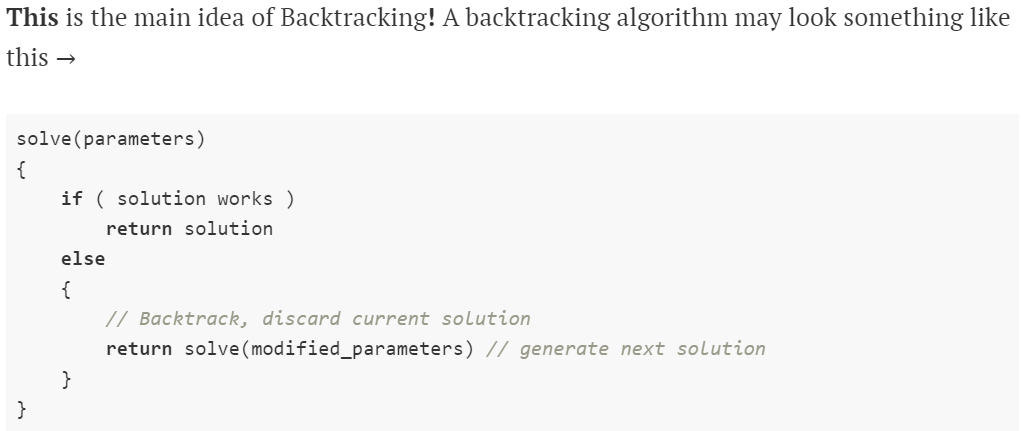 This is the main idea of Backtracking! A backtracking algorithm may look something like
this →
solve(parameters)
{
    if ( solution works )
        return solution
    else
    {
        // Backtrack, discard current solution
        return solve(modified_parameters) // generate next solution
    }
}